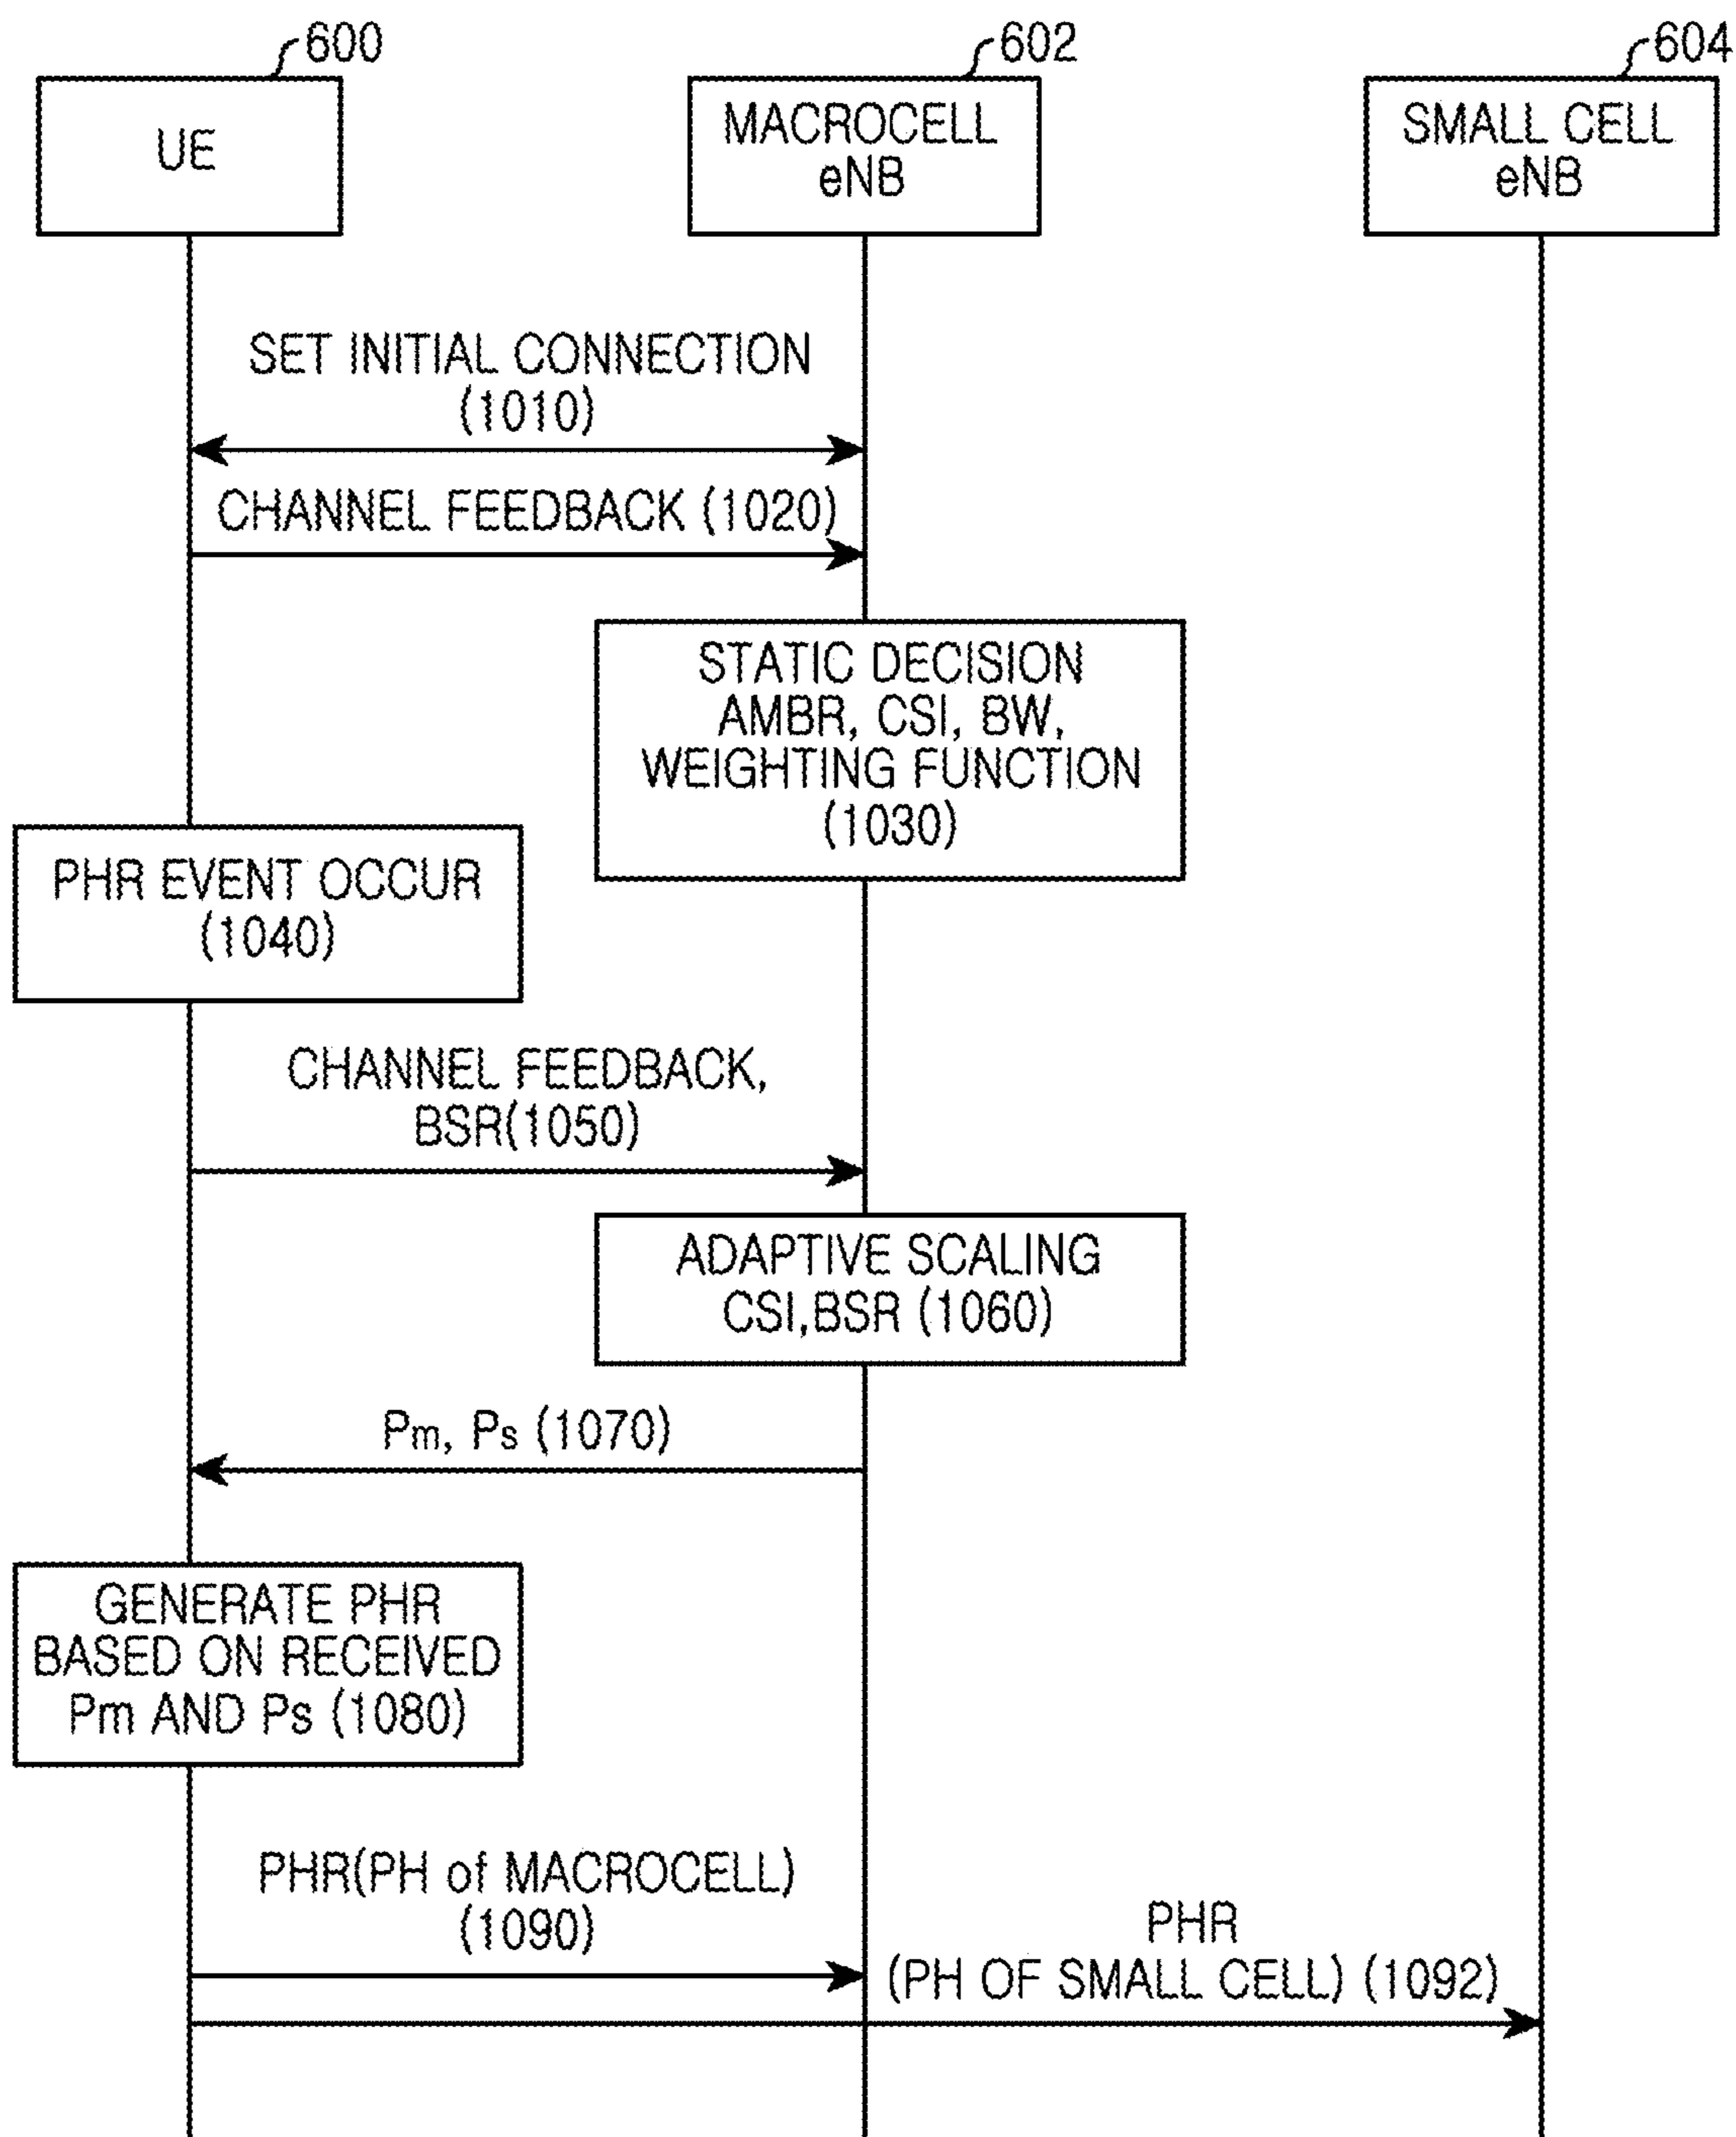 600
602
604
UE
MACROCELL
eNB
SMALL CELL
eNB
SET INITIAL CONNECTION
(1010)
CHANNEL FEEDBACK (1020)
STATIC DECISION
AMBR, CSI, BW,
WEIGHTING FUNCTION
(1030)
PHR EVENT OCCUR
(1040)
CHANNEL FEEDBACK,
BSR(1050)
ADAPTIVE SCALING
CSI,BSR (1060)
Pm, Ps (1070)
GENERATE PHR
BASED ON RECEIVED
Pm AND Ps (1080)
PHR(PH of MACROCELL)
(1090)
PHR
(PH OF SMALL CELL) (1092)